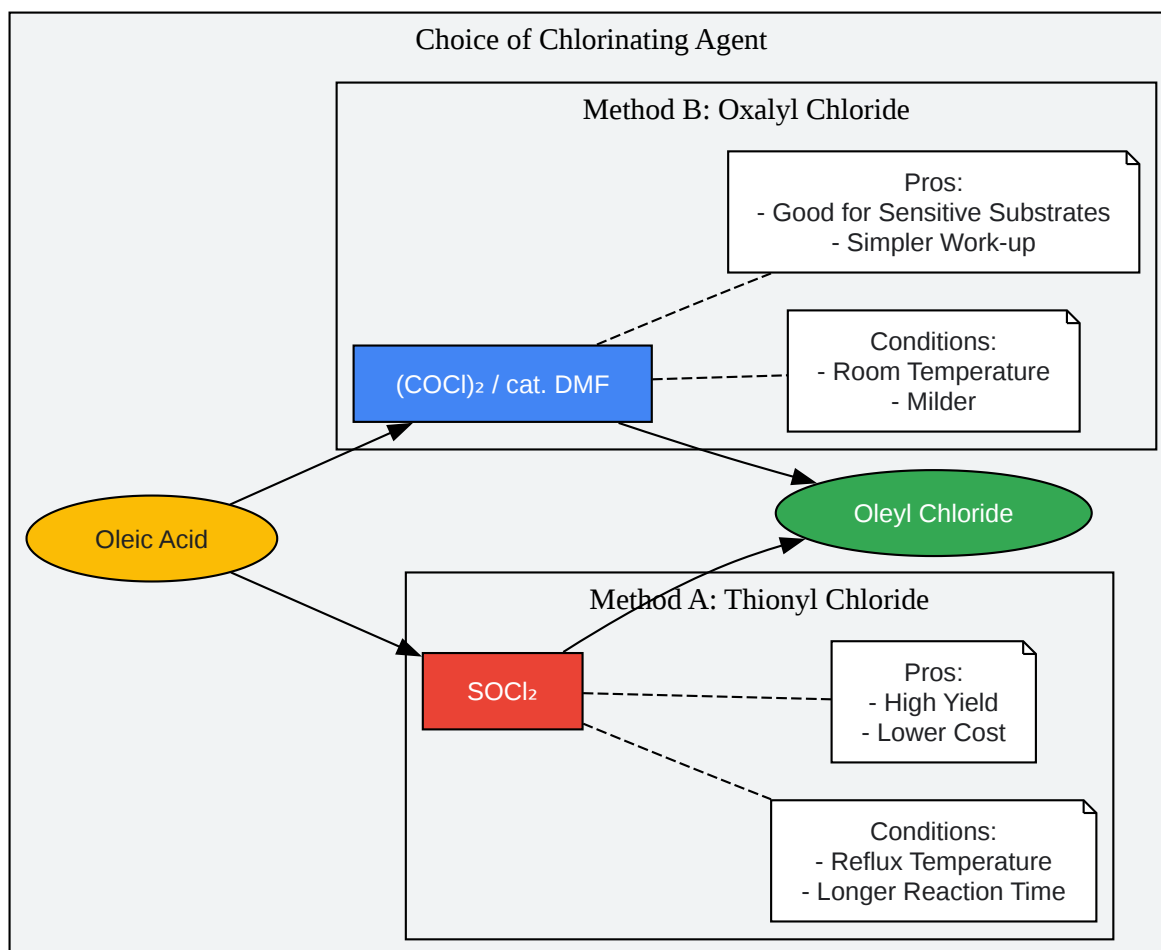 Choice of Chlorinating Agent
Method B: Oxalyl Chloride
Pros:
- Good for Sensitive Substrates
- Simpler Work-up
Conditions:
- Room Temperature
- Milder
(COCl)₂ / cat. DMF
Oleic Acid
Oleyl Chloride
Method A: Thionyl Chloride
SOCl₂
Pros:
- High Yield
- Lower Cost
Conditions:
- Reflux Temperature
- Longer Reaction Time